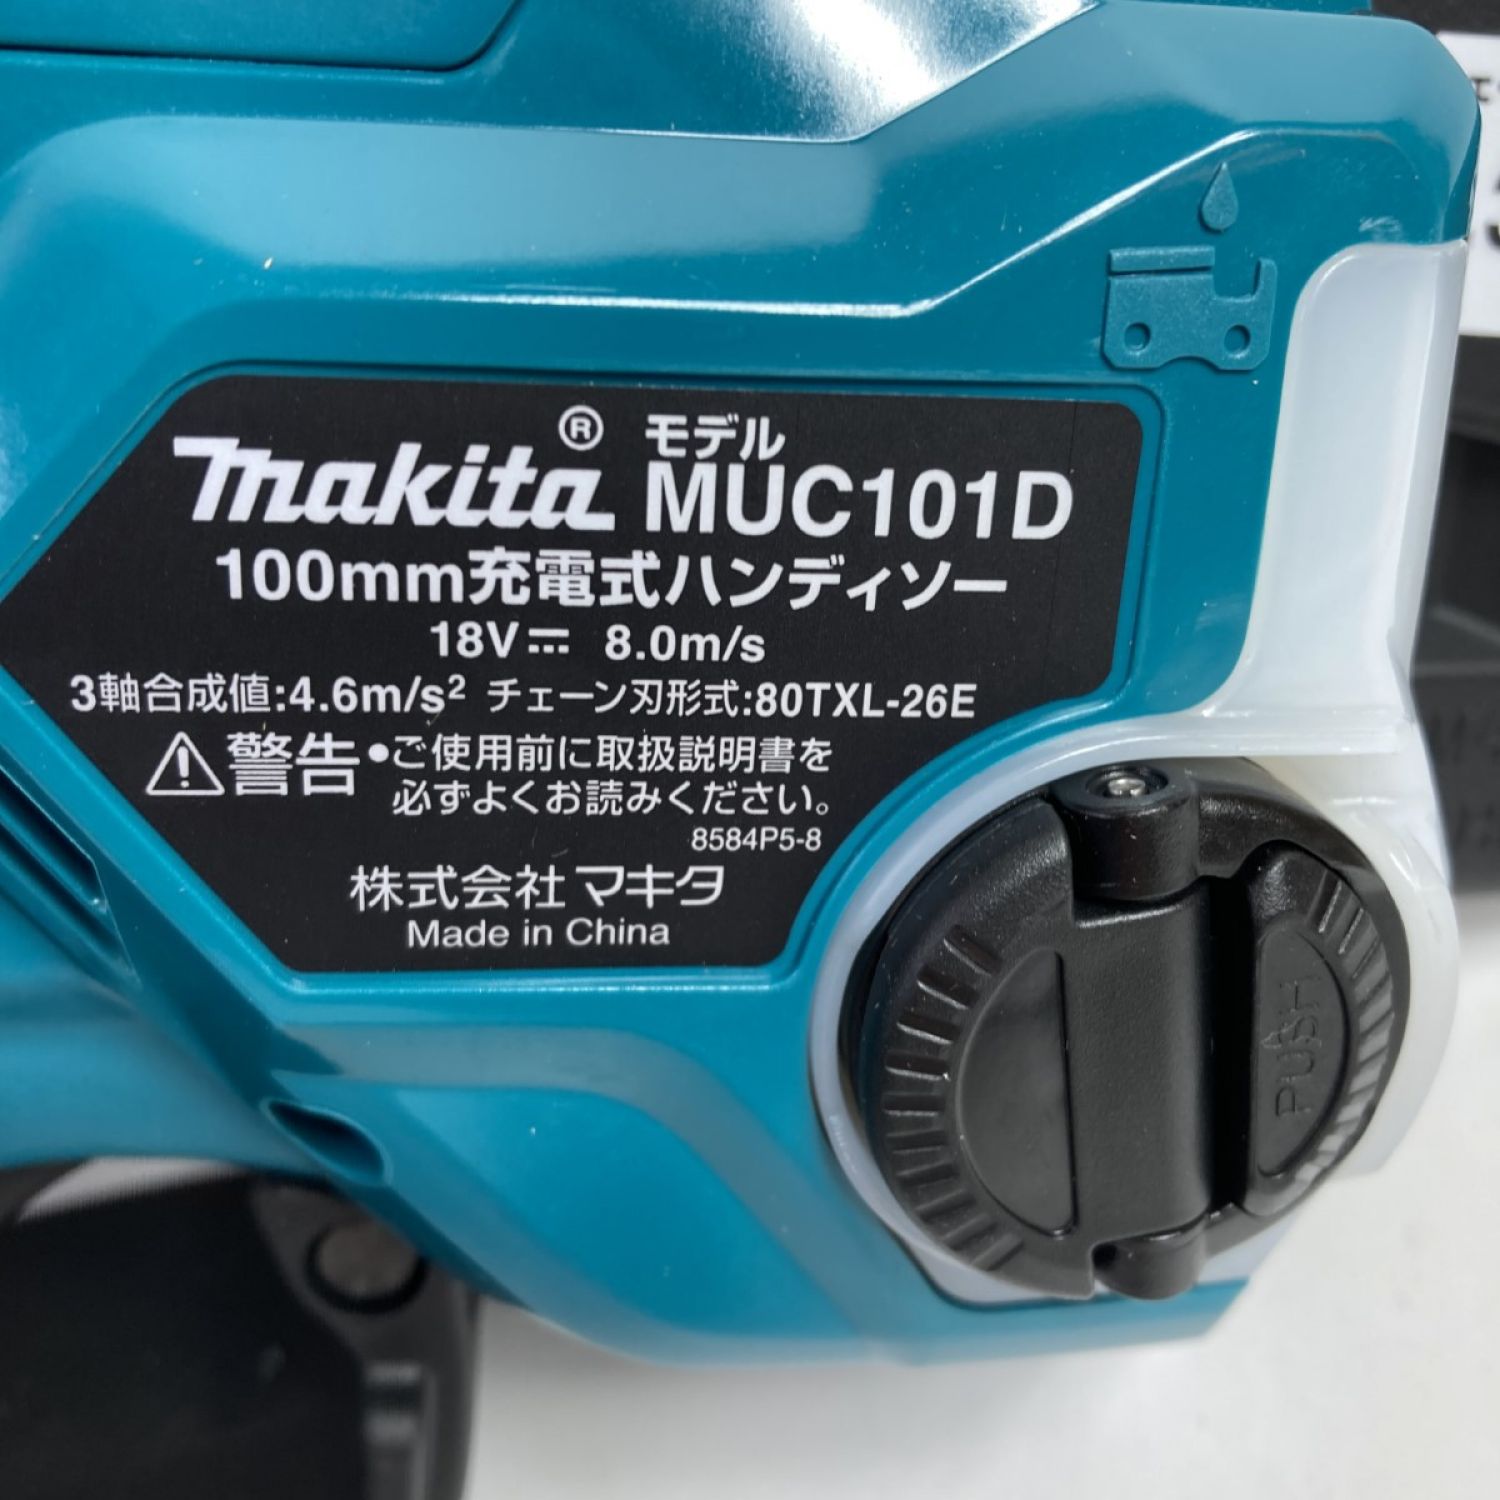 makita® モデル MUC101D
100mm充電式ハンディソー
18V⎓ 8.0m/s
3軸合成値:4.6m/s² チェーン刃形式:80TXL-26E
⚠警告 •ご使用前に取扱説明書を
必ずよくお読みください。
8584P5-8
株式会社マキタ
Made in China
PUSH